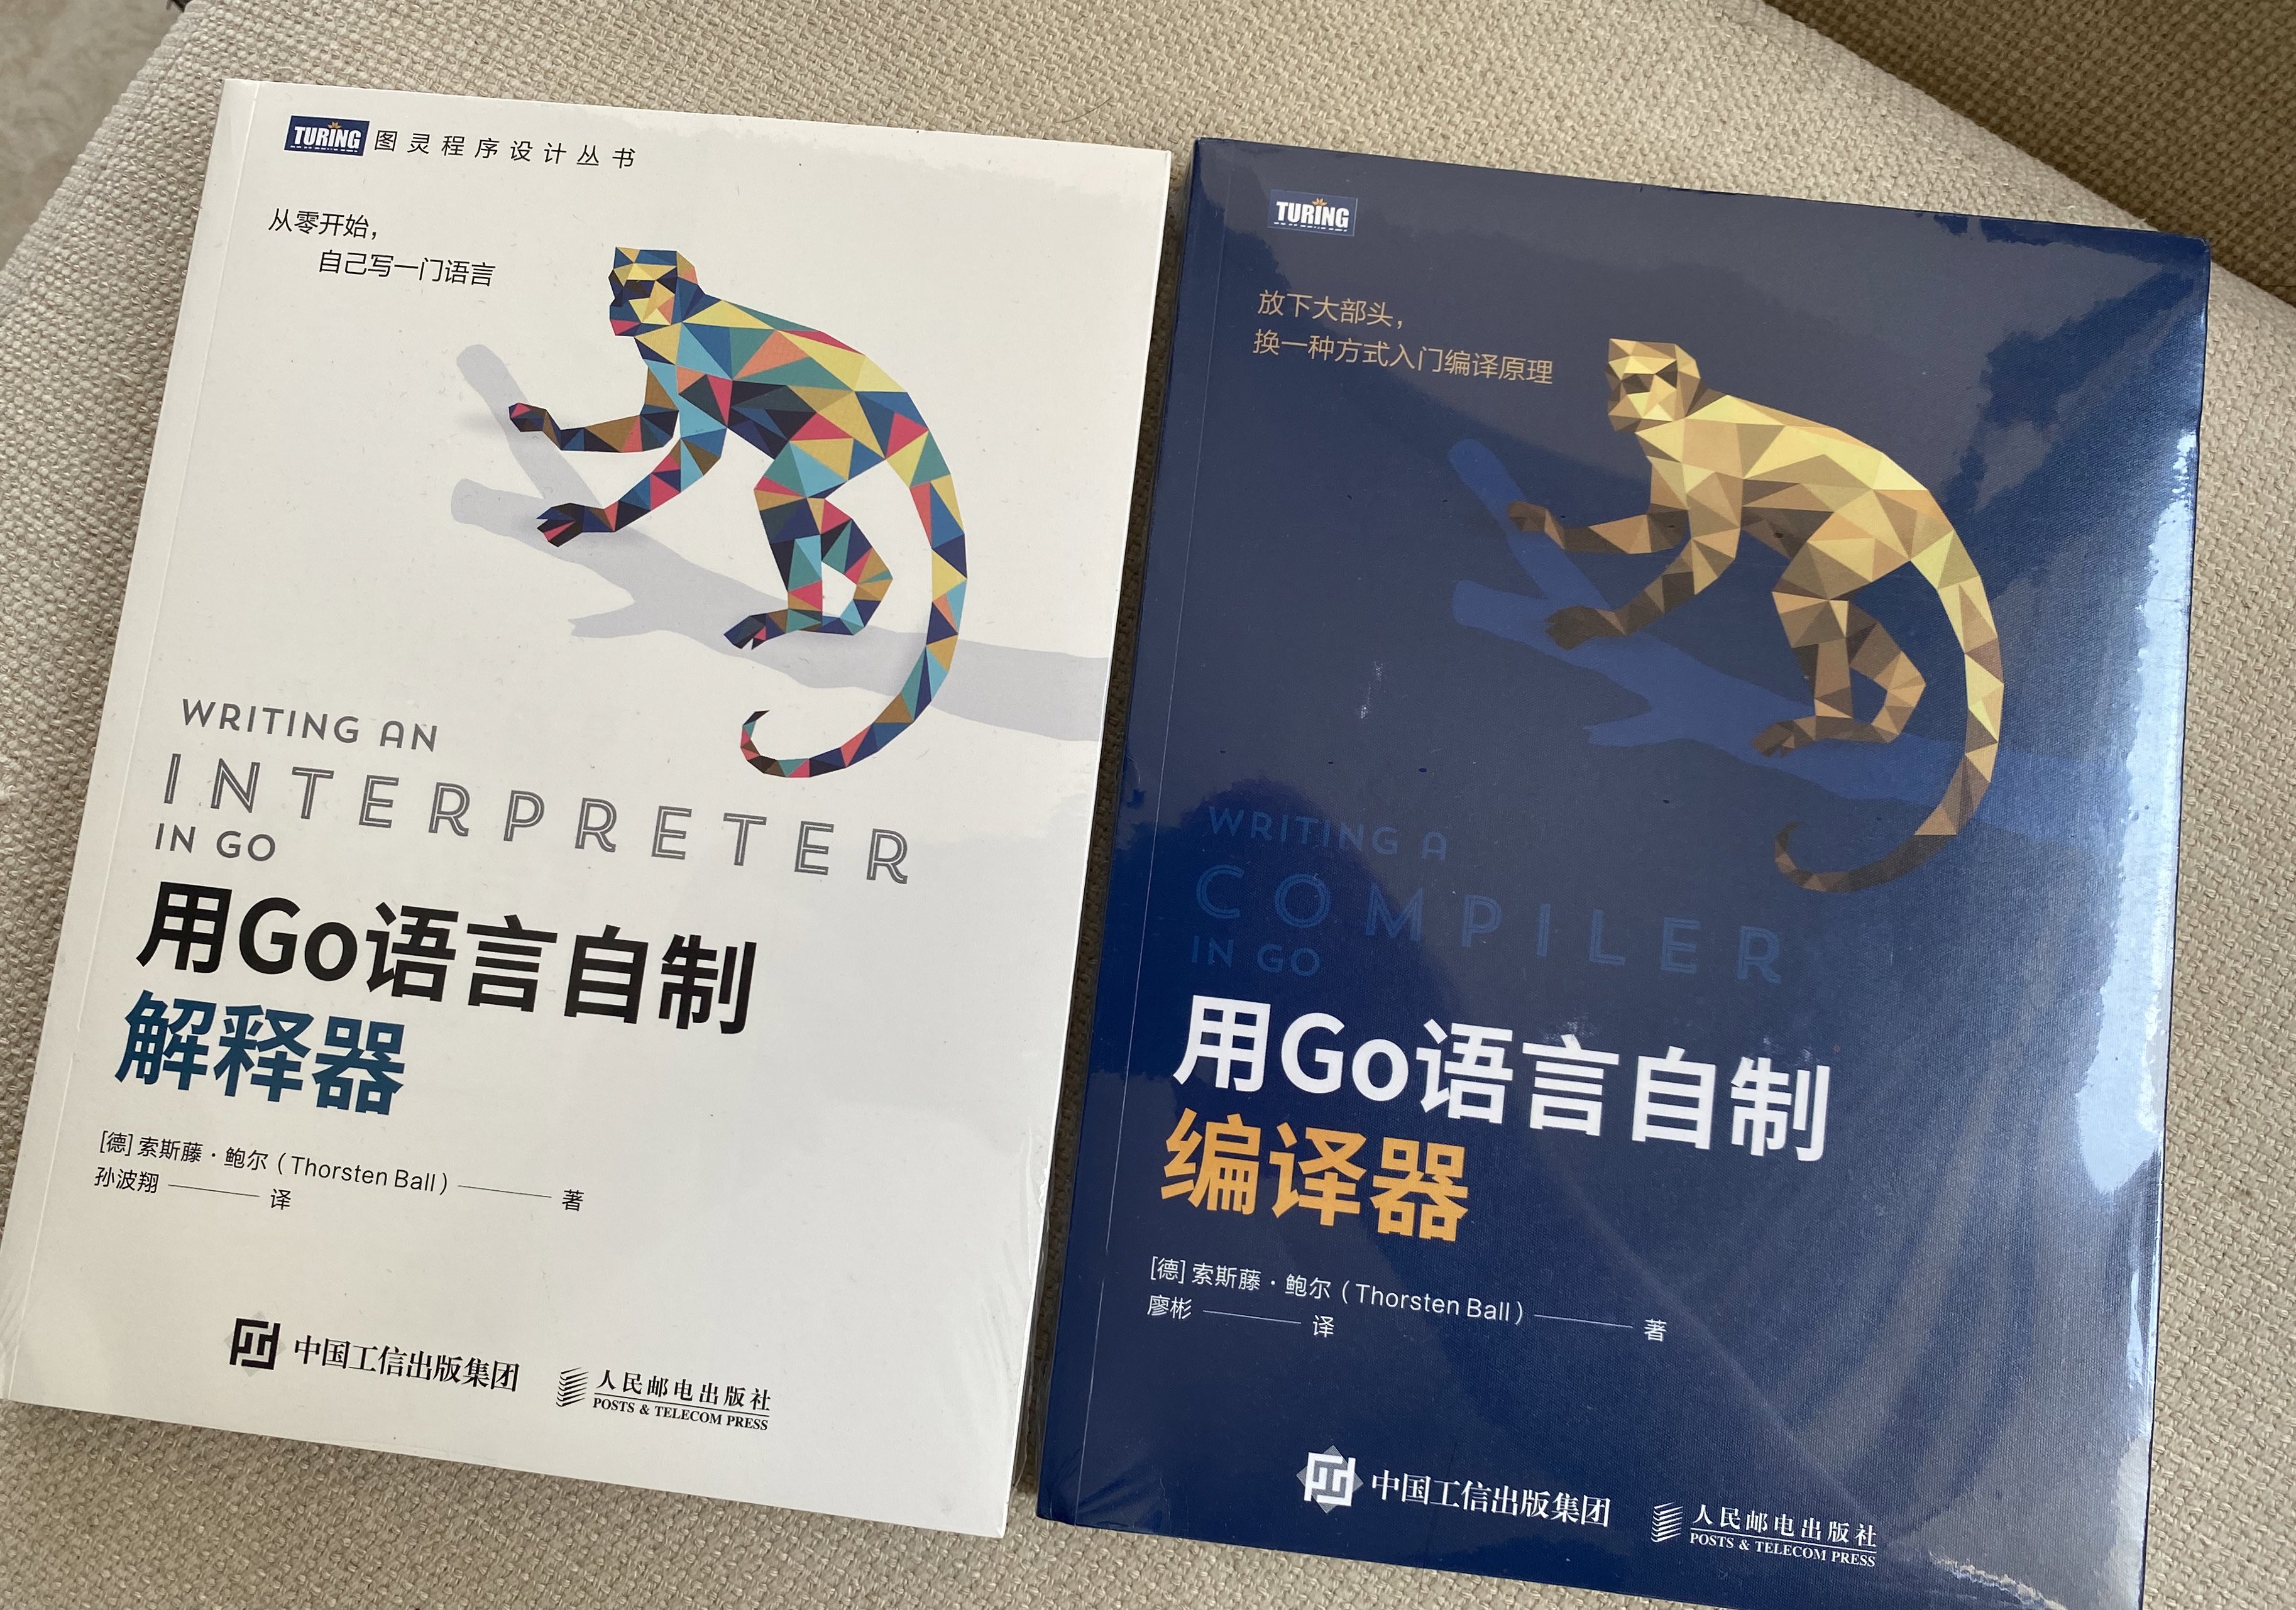 TURING 图灵程序设计丛书
从零开始，
自己写一门语言
WRITING AN
INTERPRETER
IN GO
用Go语言自制
解释器
[德] 索斯藤·鲍尔（Thorsten Ball） 著
孙波翔 译
中国工信出版集团
人民邮电出版社
POSTS & TELECOM PRESS
TURING
放下大部头，
换一种方式入门编译原理
WRITING A
COMPILER
IN GO
用Go语言自制
编译器
[德] 索斯藤·鲍尔（Thorsten Ball） 著
廖彬 译
中国工信出版集团
人民邮电出版社
POSTS & TELECOM PRESS